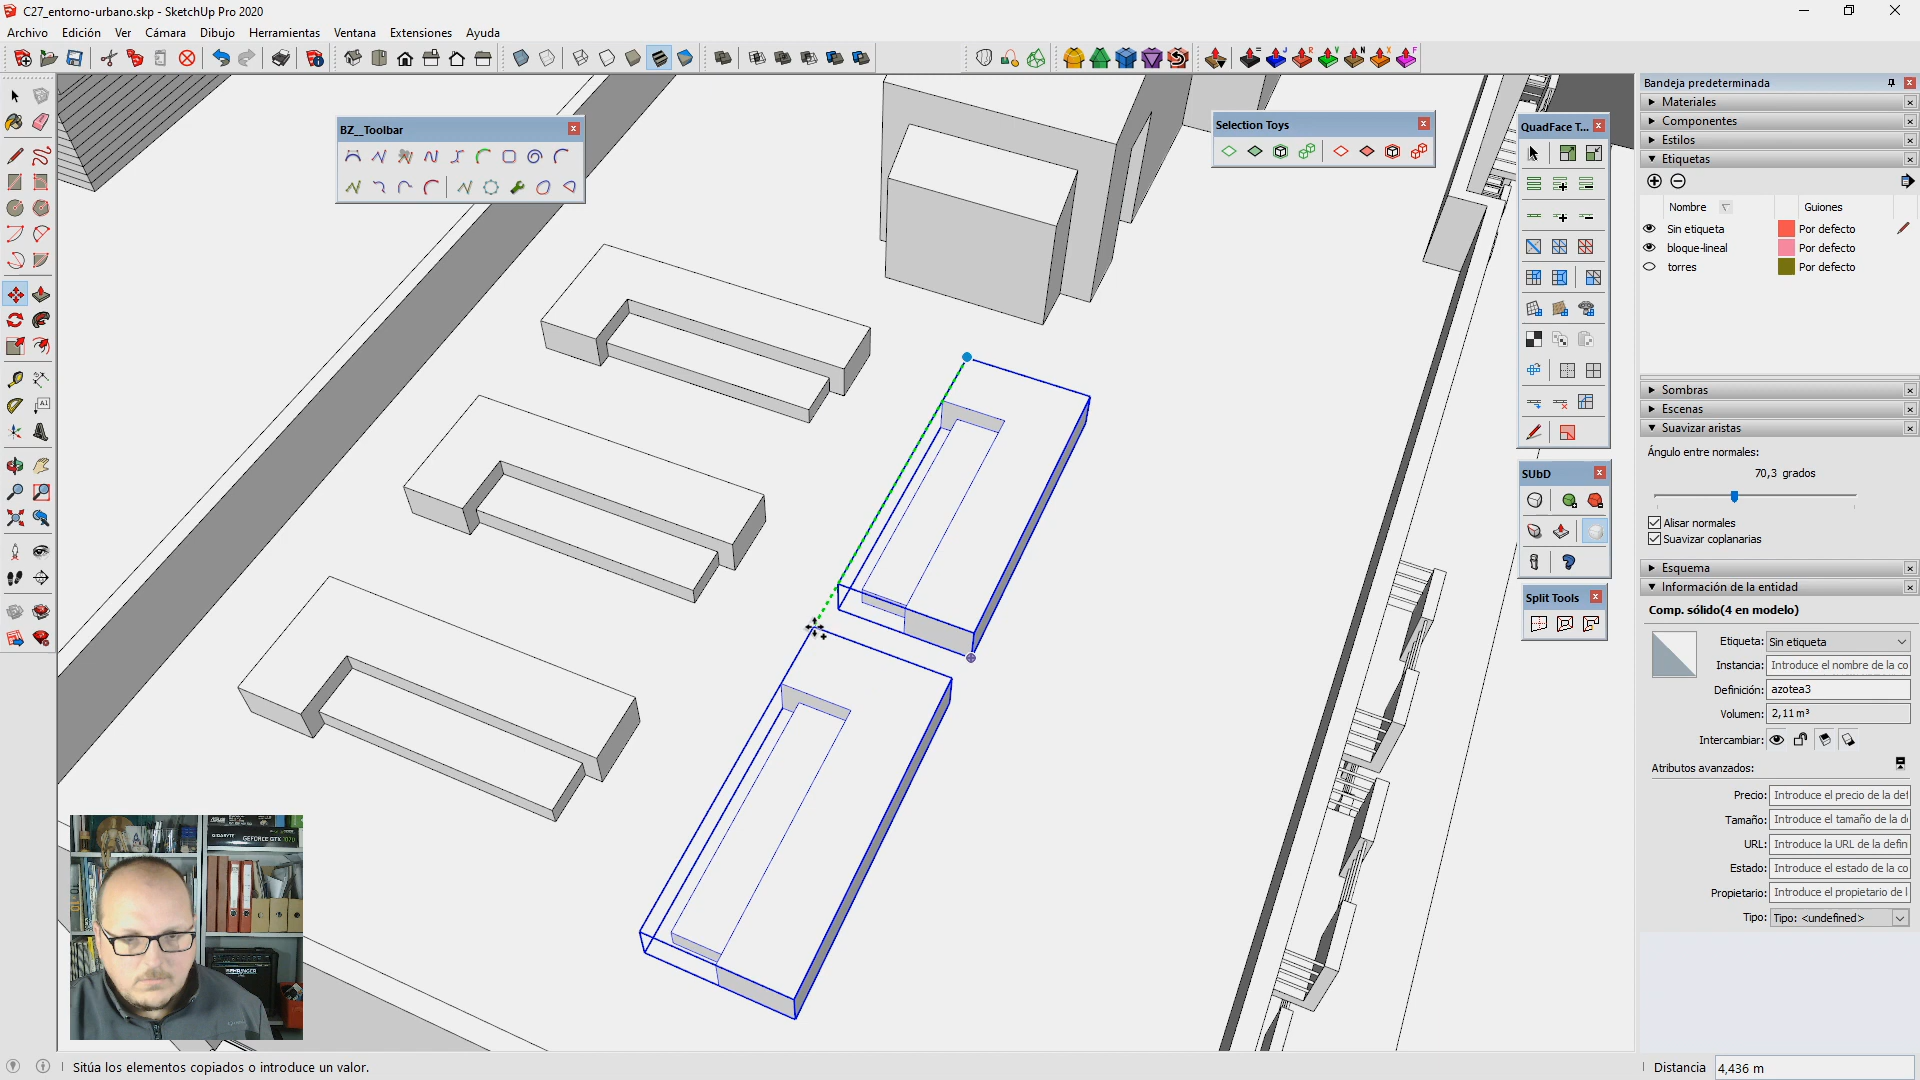 C27_entorno-urbano.skp - SketchUp Pro 2020
Archivo Edición Ver Cámara Dibujo Herramientas Ventana Extensiones Ayuda
BZ__Toolbar
Selection Toys
QuadFace T...
SUbD
Split Tools
Bandeja predeterminada
Materiales
Componentes
Estilos
Etiquetas
Nombre Guiones
Sin etiqueta Por defecto
bloque-lineal Por defecto
torres Por defecto
Sombras
Escenas
Suavizar aristas
Ángulo entre normales:
70,3 grados
Alisar normales
Suavizar coplanarias
Esquema
Información de la entidad
Comp. sólido(4 en modelo)
Etiqueta: Sin etiqueta
Instancia: Introduce el nombre de la co
Definición: azotea3
Volumen: 2,11 m³
Intercambiar:
Atributos avanzados:
Precio: Introduce el precio de la def
Tamaño: Introduce el tamaño de la d
URL: Introduce la URL de la defin
Estado: Introduce el estado de la co
Propietario: Introduce el propietario de l
Tipo: Tipo: <undefined>
Sitúa los elementos copiados o introduce un valor.
Distancia 4,436 m